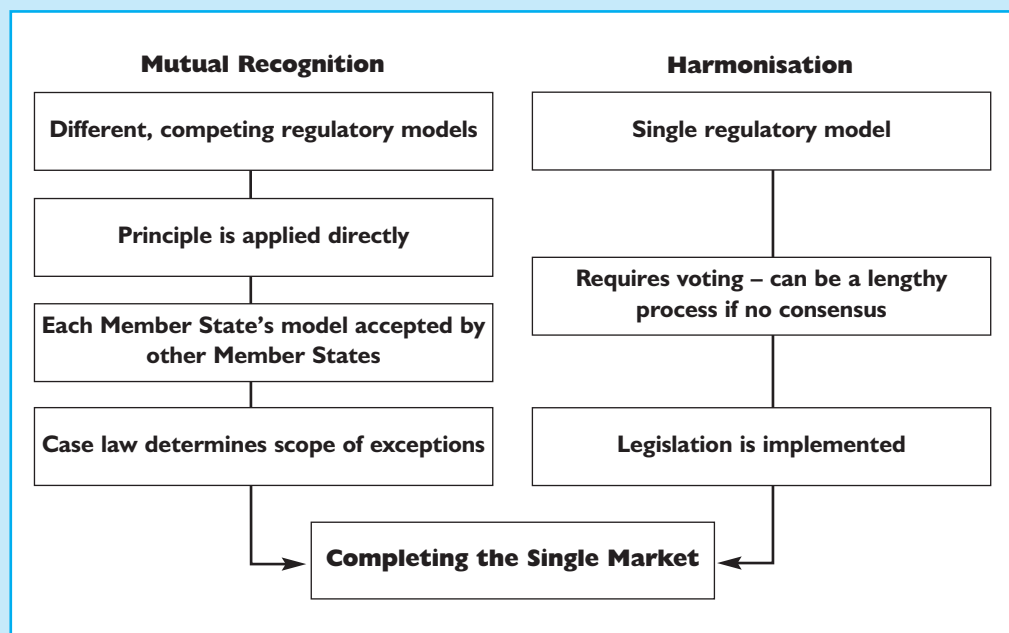 Mutual Recognition
Different, competing regulatory models
Principle is applied directly
Each Member State's model accepted by
other Member States
Case law determines scope of exceptions
Harmonisation
Single regulatory model
Requires voting – can be a lengthy
process if no consensus
Legislation is implemented
Completing the Single Market